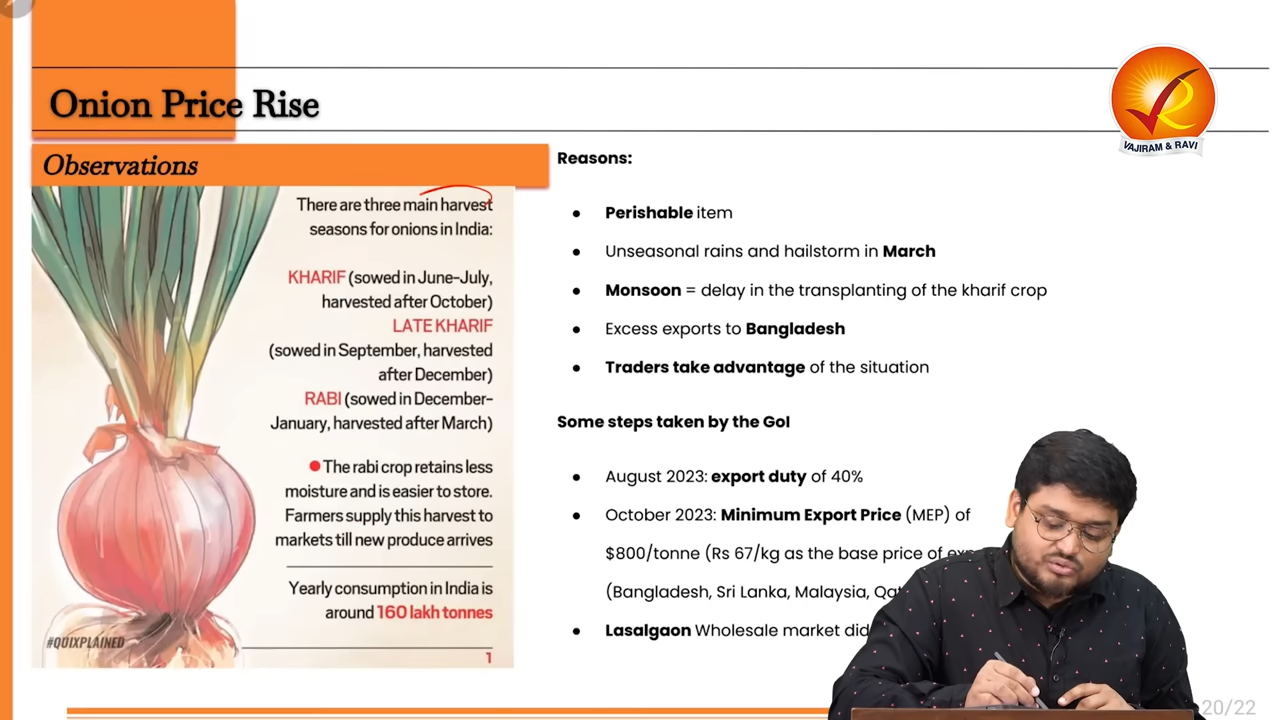 Onion Price Rise
VAJIRAM & RAVI
Observations
There are three main harvest
seasons for onions in India:
KHARIF (sowed in June-July,
harvested after October)
LATE KHARIF
(sowed in September, harvested
after December)
RABI (sowed in December-
January, harvested after March)
● The rabi crop retains less
moisture and is easier to store.
Farmers supply this harvest to
markets till new produce arrives
Yearly consumption in India is
around 160 lakh tonnes
#QUIXPLAINED
1
Reasons:
● Perishable item
● Unseasonal rains and hailstorm in March
● Monsoon = delay in the transplanting of the kharif crop
● Excess exports to Bangladesh
● Traders take advantage of the situation
Some steps taken by the GoI
● August 2023: export duty of 40%
● October 2023: Minimum Export Price (MEP) of
$800/tonne (Rs 67/kg as the base price of
(Bangladesh, Sri Lanka, Malaysia,
● Lasalgaon Wholesale market did
20/22